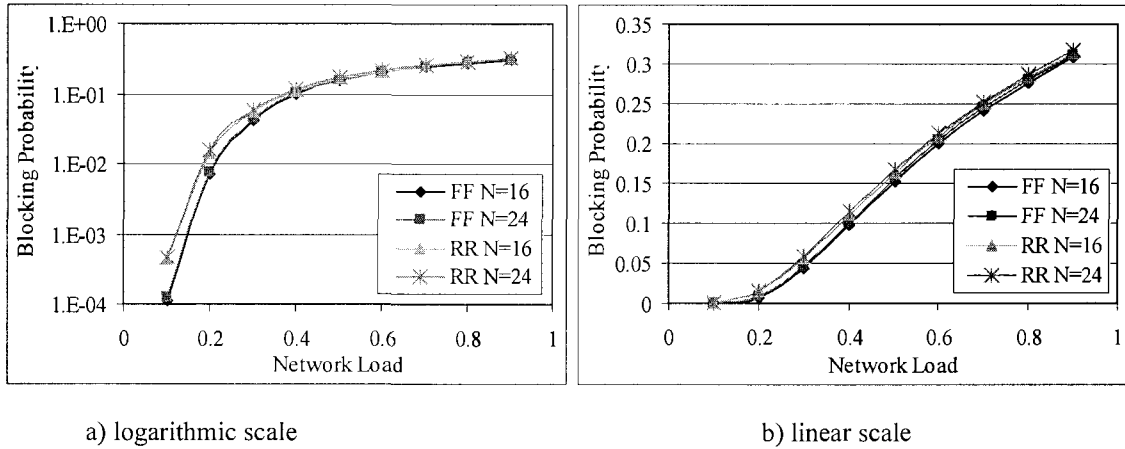 1.E+00
1.E-01
1.E-02
1.E-03
1.E-04
Blocking Probability
0
0.2
0.4
0.6
0.8
1
Network Load
FF N=16
FF N=24
RR N=16
RR N=24
a) logarithmic scale
0.35
0.3
0.25
0.2
0.15
0.1
0.05
0
Blocking Probability
0
0.2
0.4
0.6
0.8
1
Network Load
FF N=16
FF N=24
RR N=16
RR N=24
b) linear scale